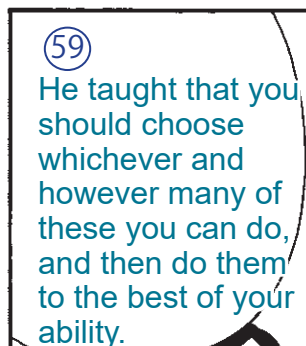 59
He taught that you
should choose
whichever and
however many of
these you can do,
and then do them
to the best of your
ability.